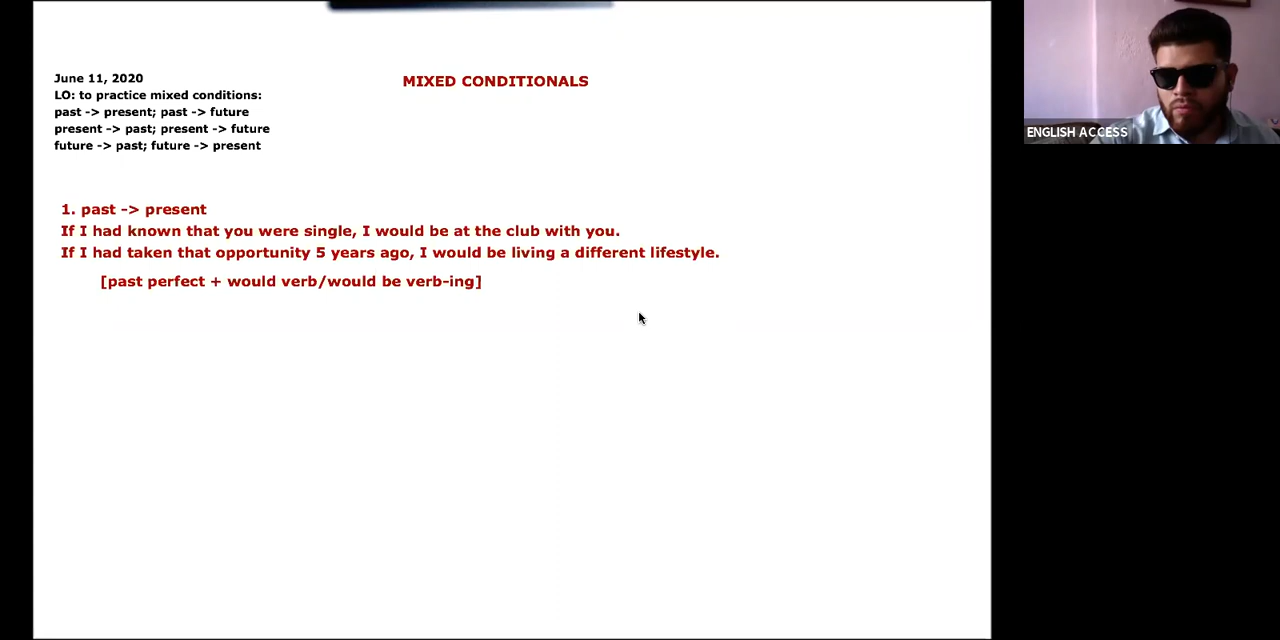 June 11, 2020
MIXED CONDITIONALS
LO: to practice mixed conditions:
past -> present; past -> future
present -> past; present -> future
future -> past; future -> present
ENGLISH ACCESS
1. past -> present
If I had known that you were single, I would be at the club with you.
If I had taken that opportunity 5 years ago, I would be living a different lifestyle.
[past perfect + would verb/would be verb-ing]